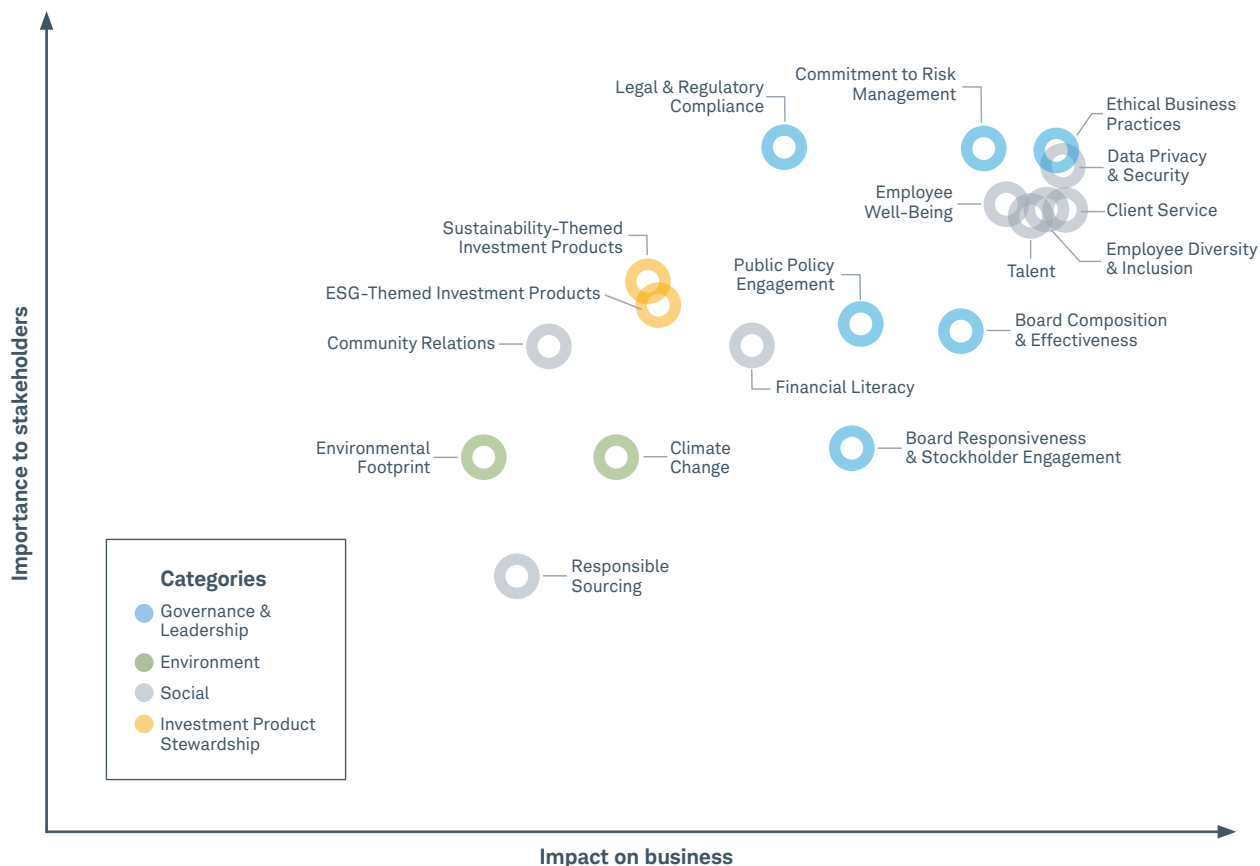 Legal & Regulatory
Compliance
Commitment to Risk
Management
Ethical Business
Practices
Data Privacy
& Security
Employee
Well-Being
Client Service
Talent
Employee Diversity
& Inclusion
Sustainability-Themed
Investment Products
ESG-Themed Investment Products
Public Policy
Engagement
Community Relations
Board Composition
& Effectiveness
Financial Literacy
Environmental
Footprint
Climate
Change
Board Responsiveness
& Stockholder Engagement
Responsible
Sourcing
Importance to stakeholders
Categories
Governance &
Leadership
Environment
Social
Investment Product
Stewardship
Impact on business